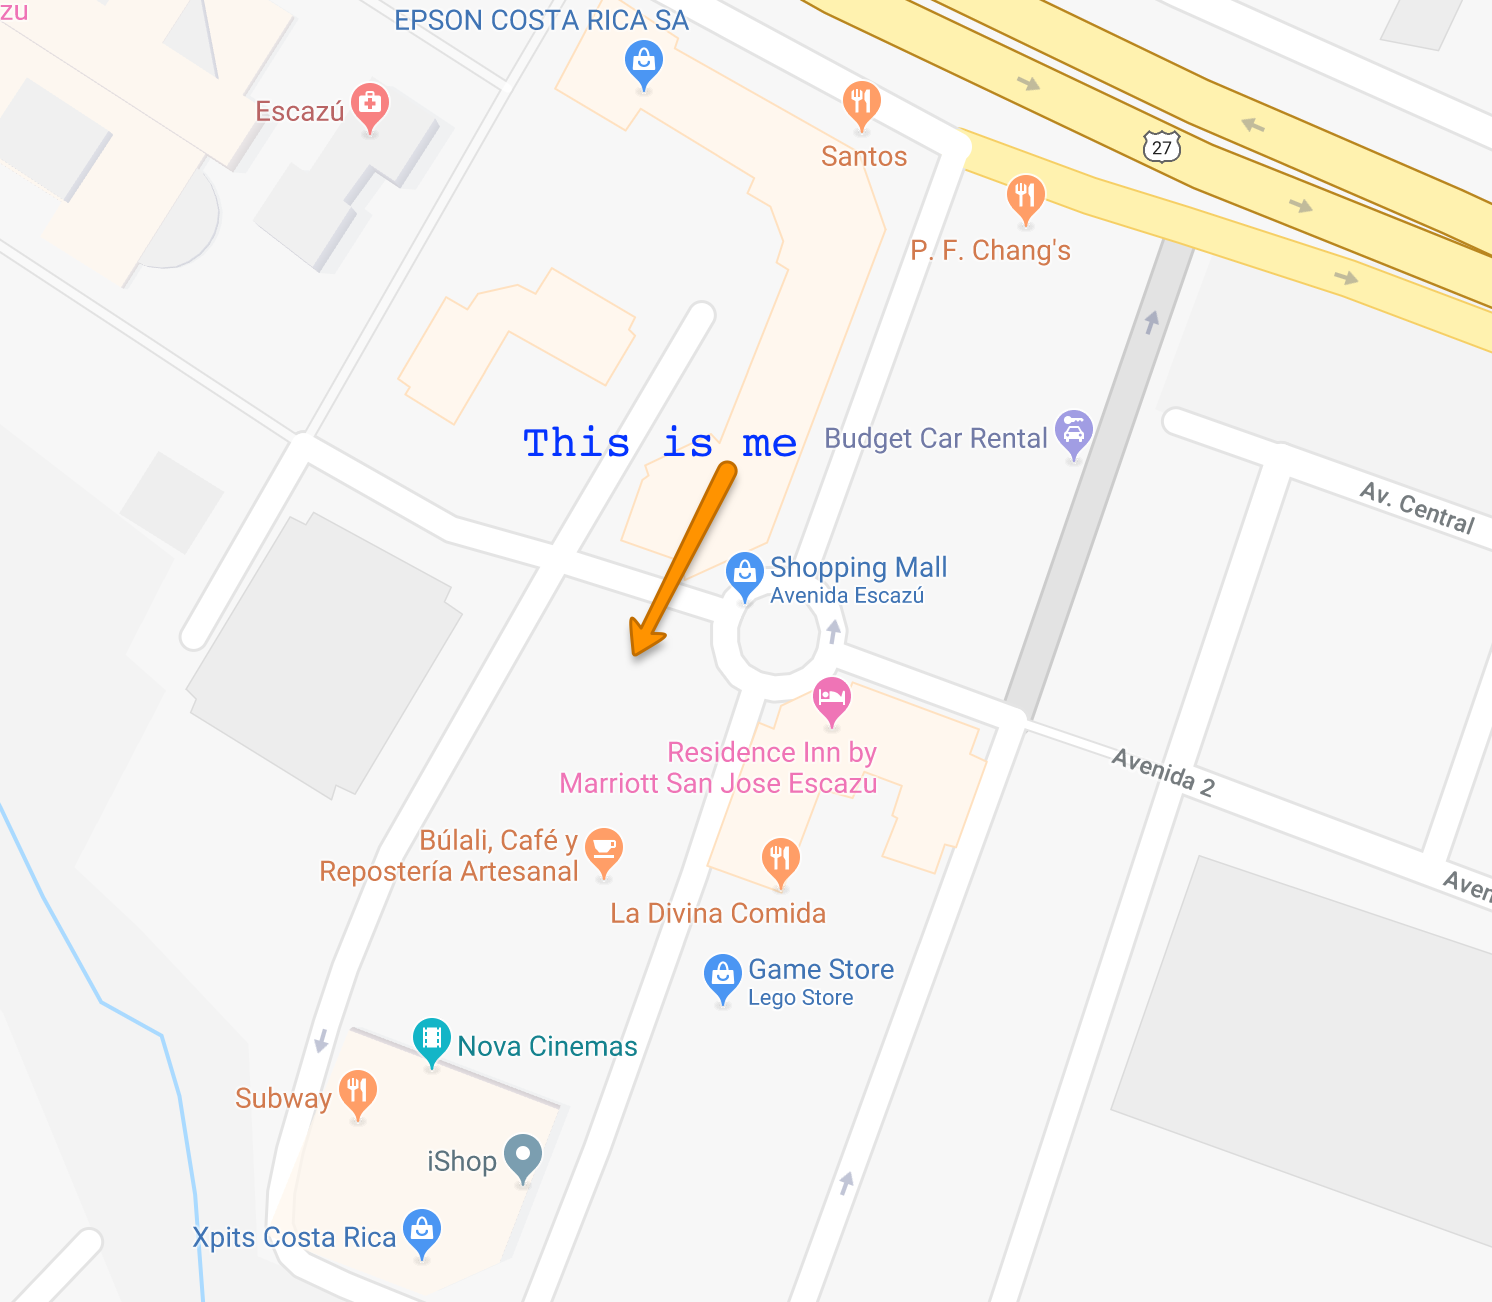 zu
EPSON COSTA RICA SA
Escazú
Santos
27
P. F. Chang's
This is me
Budget Car Rental
Av. Central
Shopping Mall
Avenida Escazú
Residence Inn by
Marriott San Jose Escazu
Avenida 2
Búlali, Café y
Repostería Artesanal
La Divina Comida
Aven
Game Store
Lego Store
Nova Cinemas
Subway
iShop
Xpits Costa Rica